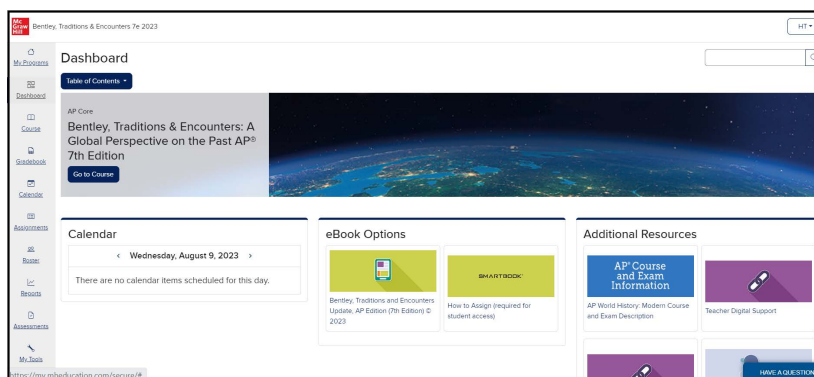 Mc
Graw
Hill
Bentley, Traditions & Encounters 7e 2023
HT
My Programs
Dashboard
Course
Gradebook
Calendar
Assignments
Roster
Reports
Assessments
My Tools
Dashboard
Table of Contents
AP Core
Bentley, Traditions & Encounters: A
Global Perspective on the Past AP®
7th Edition
Go to Course
Calendar
‹ Wednesday, August 9, 2023 ›
There are no calendar items scheduled for this day.
eBook Options
Bentley, Traditions and Encounters
Update, AP Edition (7th Edition) ©
2023
SMARTBOOK®
How to Assign (required for
student access)
Additional Resources
AP® Course
and Exam
Information
AP World History: Modern Course
and Exam Description
Teacher Digital Support
HAVE A QUESTION
https://my.mheducation.com/secure/#